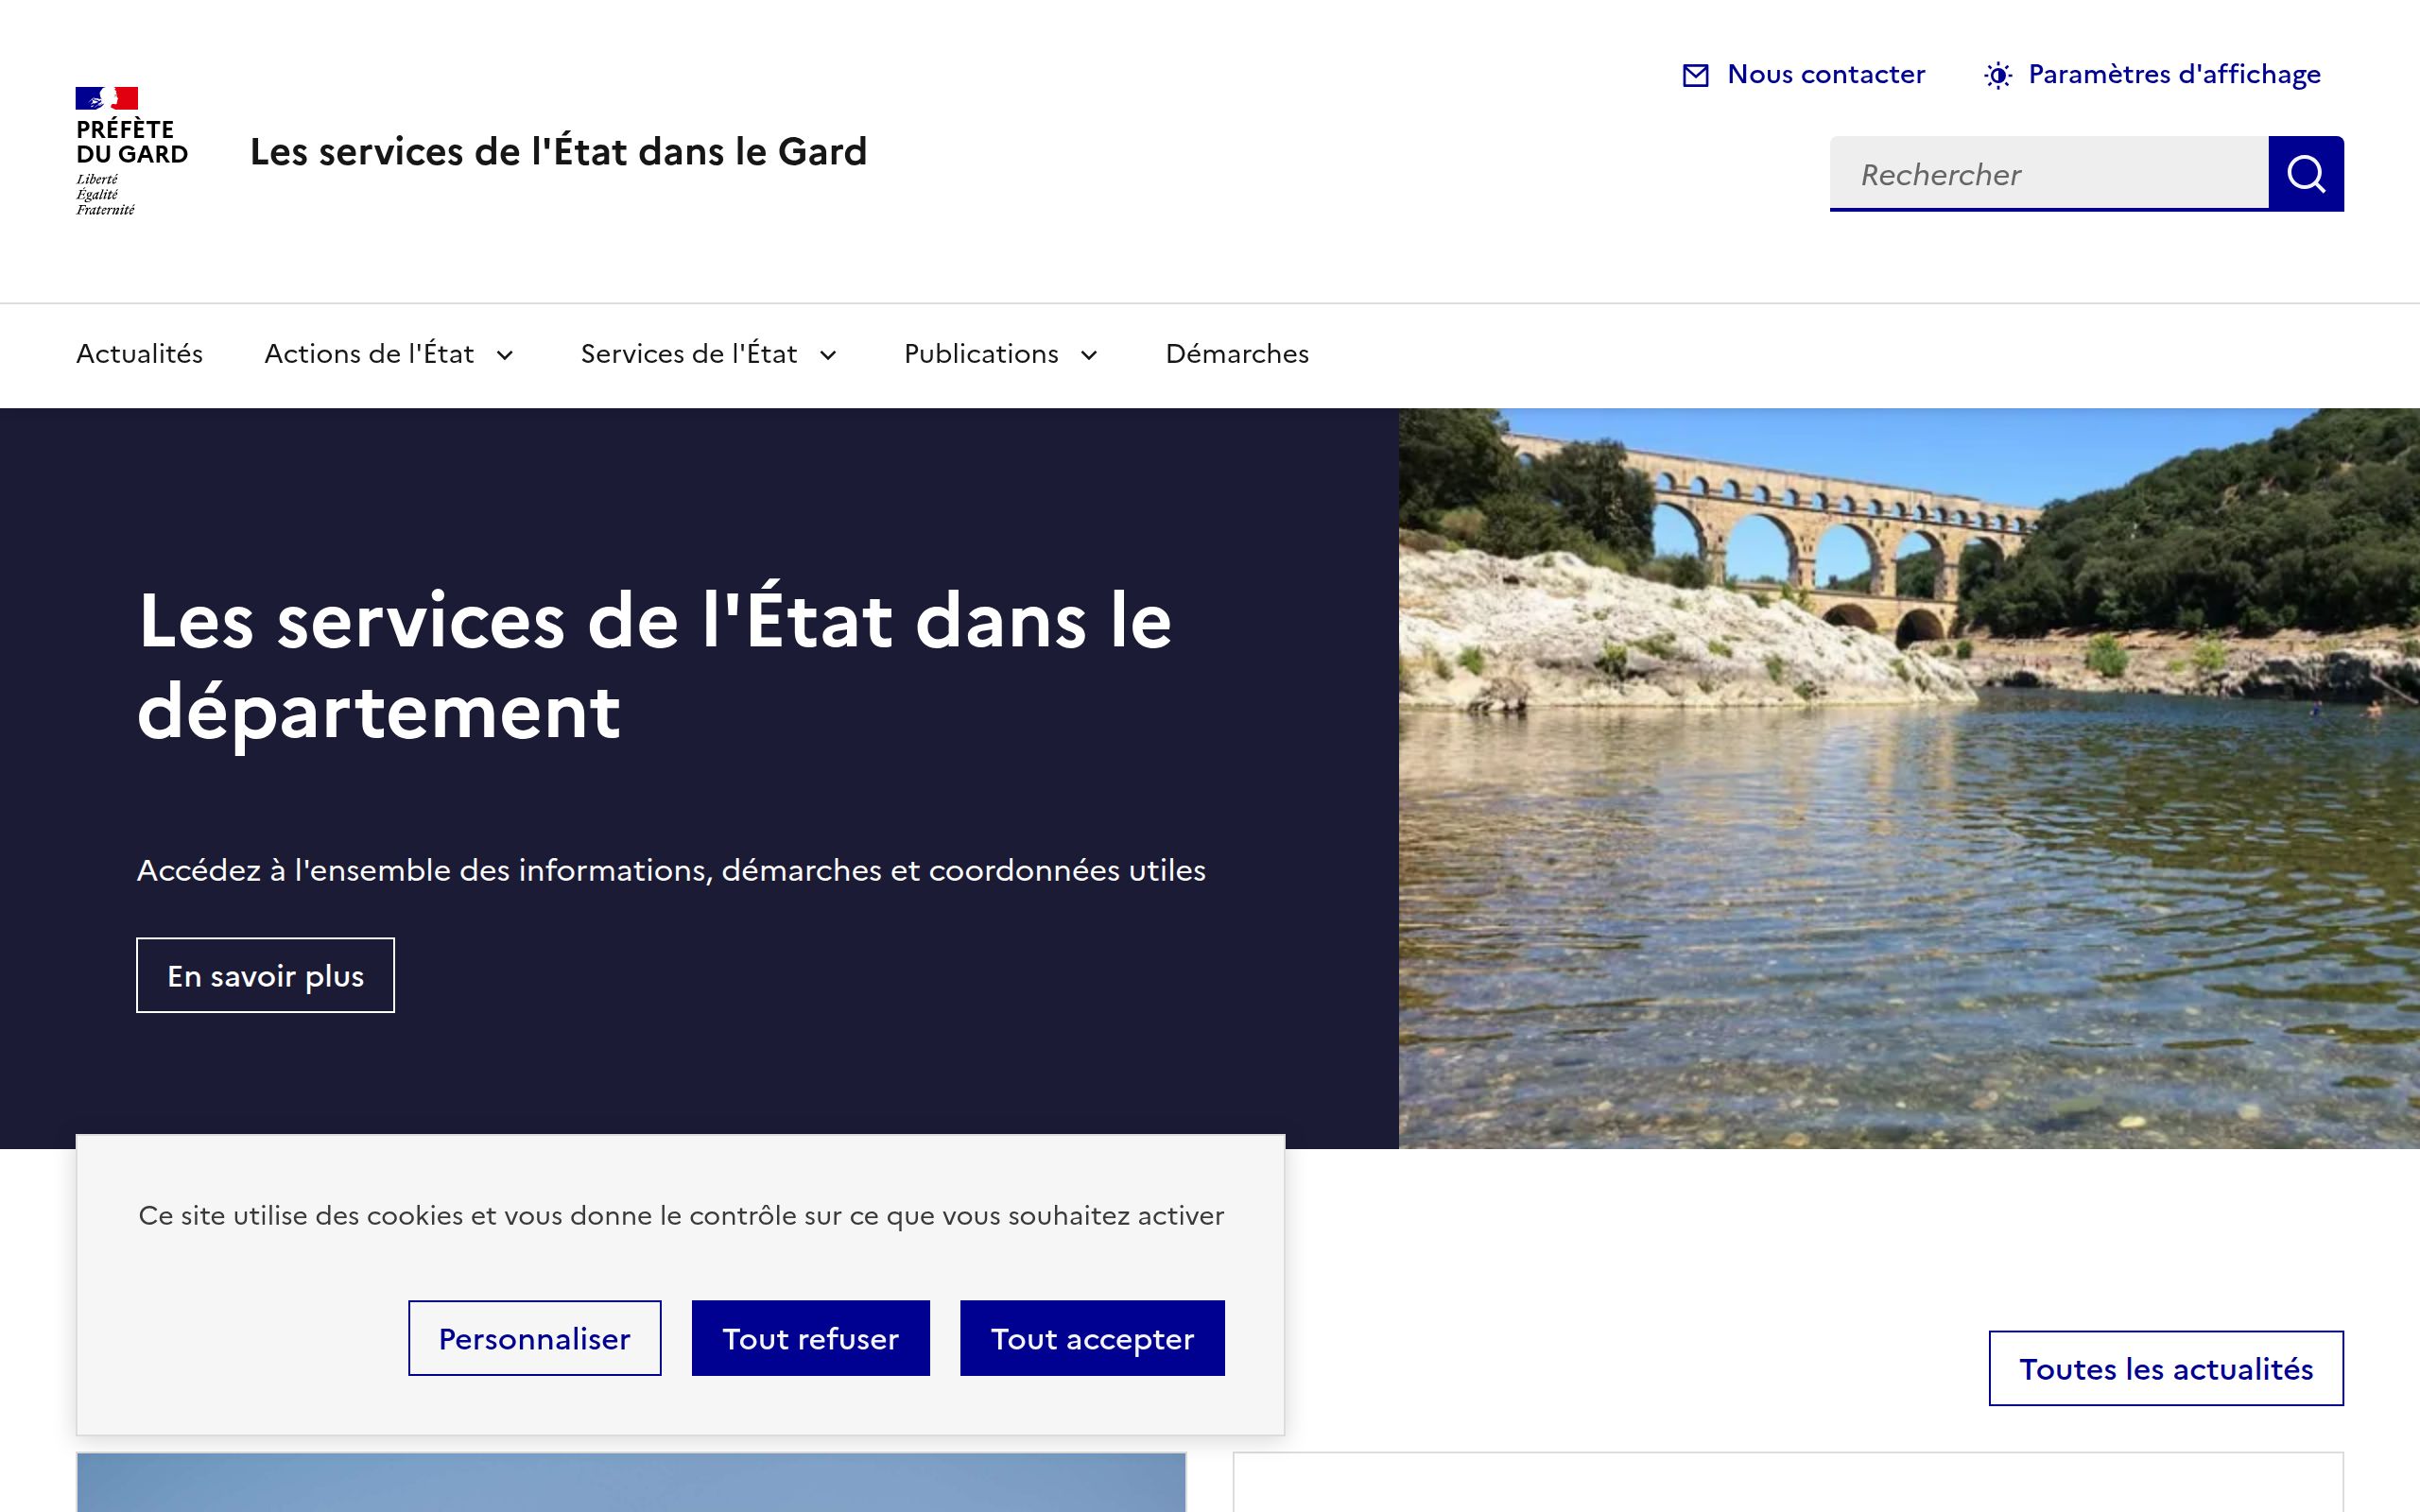 Nous contacter
Paramètres d'affichage
PRÉFÈTE
DU GARD
Liberté
Égalité
Fraternité
Les services de l'État dans le Gard
Rechercher
Actualités
Actions de l'État
Services de l'État
Publications
Démarches
Les services de l'État dans le
département
Accédez à l'ensemble des informations, démarches et coordonnées utiles
En savoir plus
Ce site utilise des cookies et vous donne le contrôle sur ce que vous souhaitez activer
Personnaliser
Tout refuser
Tout accepter
Toutes les actualités